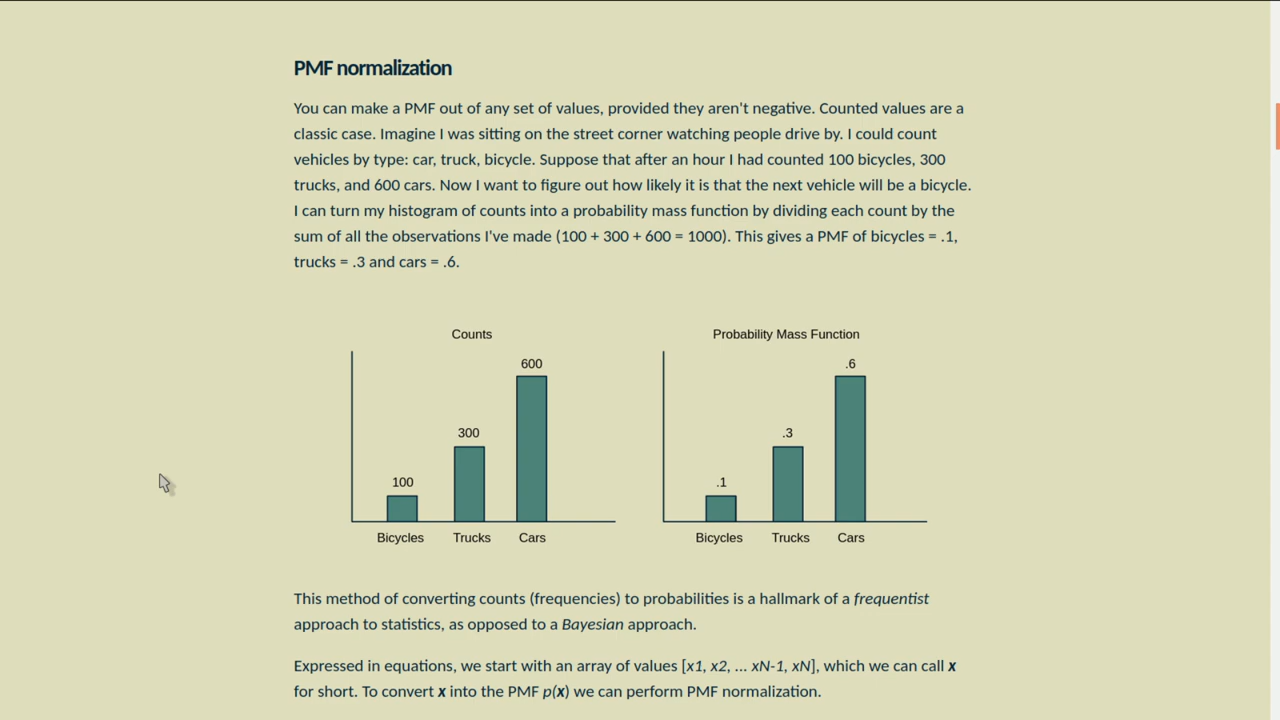 PMF normalization
You can make a PMF out of any set of values, provided they aren't negative. Counted values are a
classic case. Imagine I was sitting on the street corner watching people drive by. I could count
vehicles by type: car, truck, bicycle. Suppose that after an hour I had counted 100 bicycles, 300
trucks, and 600 cars. Now I want to figure out how likely it is that the next vehicle will be a bicycle.
I can turn my histogram of counts into a probability mass function by dividing each count by the
sum of all the observations I've made (100 + 300 + 600 = 1000). This gives a PMF of bicycles = .1,
trucks = .3 and cars = .6.
Counts
600
300
100
Bicycles Trucks Cars
Probability Mass Function
.6
.3
.1
Bicycles Trucks Cars
This method of converting counts (frequencies) to probabilities is a hallmark of a frequentist
approach to statistics, as opposed to a Bayesian approach.
Expressed in equations, we start with an array of values [x1, x2, ... xN-1, xN], which we can call x
for short. To convert x into the PMF p(x) we can perform PMF normalization.